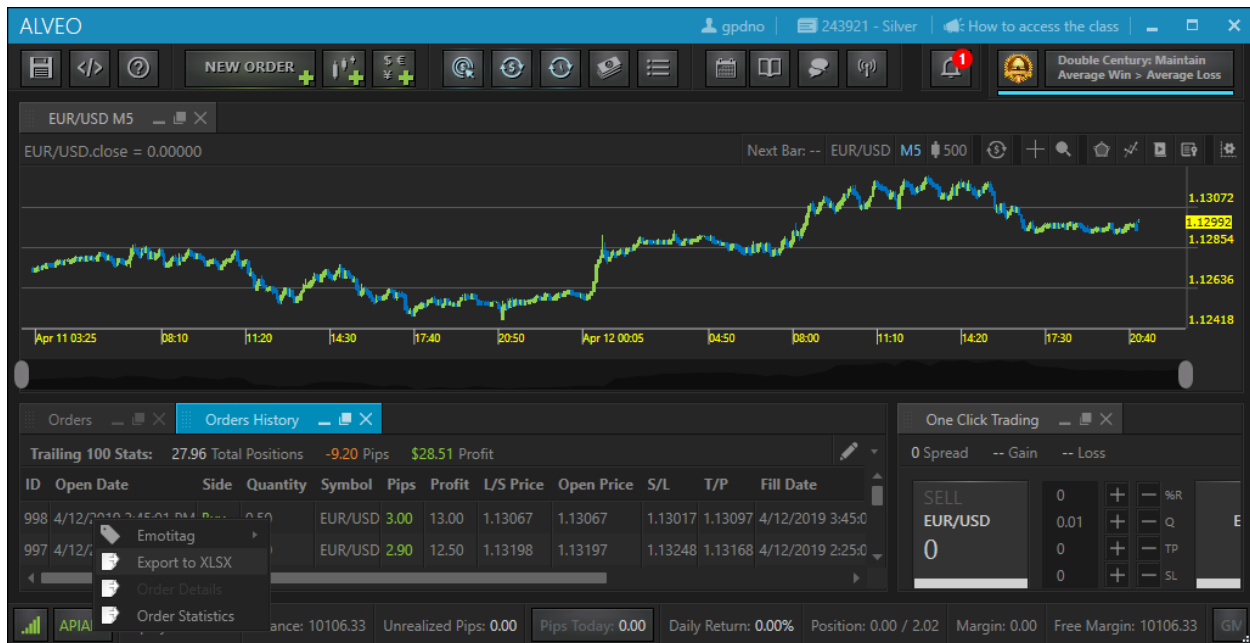 ALVEO gpdno 243921 - Silver How to access the class
</> ? NEW ORDER $ € ¥ 1 Double Century: Maintain
Average Win > Average Loss
EUR/USD M5
EUR/USD.close = 0.00000 Next Bar: -- EUR/USD M5 500
1.13072
1.12992
1.12854
1.12636
1.12418
Apr 11 03:25 08:10 11:20 14:30 17:40 20:50 Apr 12 00:05 04:50 08:00 11:10 14:20 17:30 20:40
Orders Orders History One Click Trading
Trailing 100 Stats: 27.96 Total Positions -9.20 Pips $28.51 Profit 0 Spread -- Gain -- Loss
ID Open Date Side Quantity Symbol Pips Profit L/S Price Open Price S/L T/P Fill Date
998 4/12/2019 3:45:01 PM Buy 0.50 EUR/USD 3.00 13.00 1.13067 1.13067 1.13017 1.13097 4/12/2019 3:45:0
997 4/12/2 EUR/USD 2.90 12.50 1.13198 1.13197 1.13248 1.13168 4/12/2019 2:25:0
Emotitag
Export to XLSX
Order Details
Order Statistics
SELL
EUR/USD
0
0 + − %R
0.01 + − Q
0 + − TP
0 + − SL
E
APIA ance: 10106.33 Unrealized Pips: 0.00 Pips Today: 0.00 Daily Return: 0.00% Position: 0.00 / 2.02 Margin: 0.00 Free Margin: 10106.33 GM